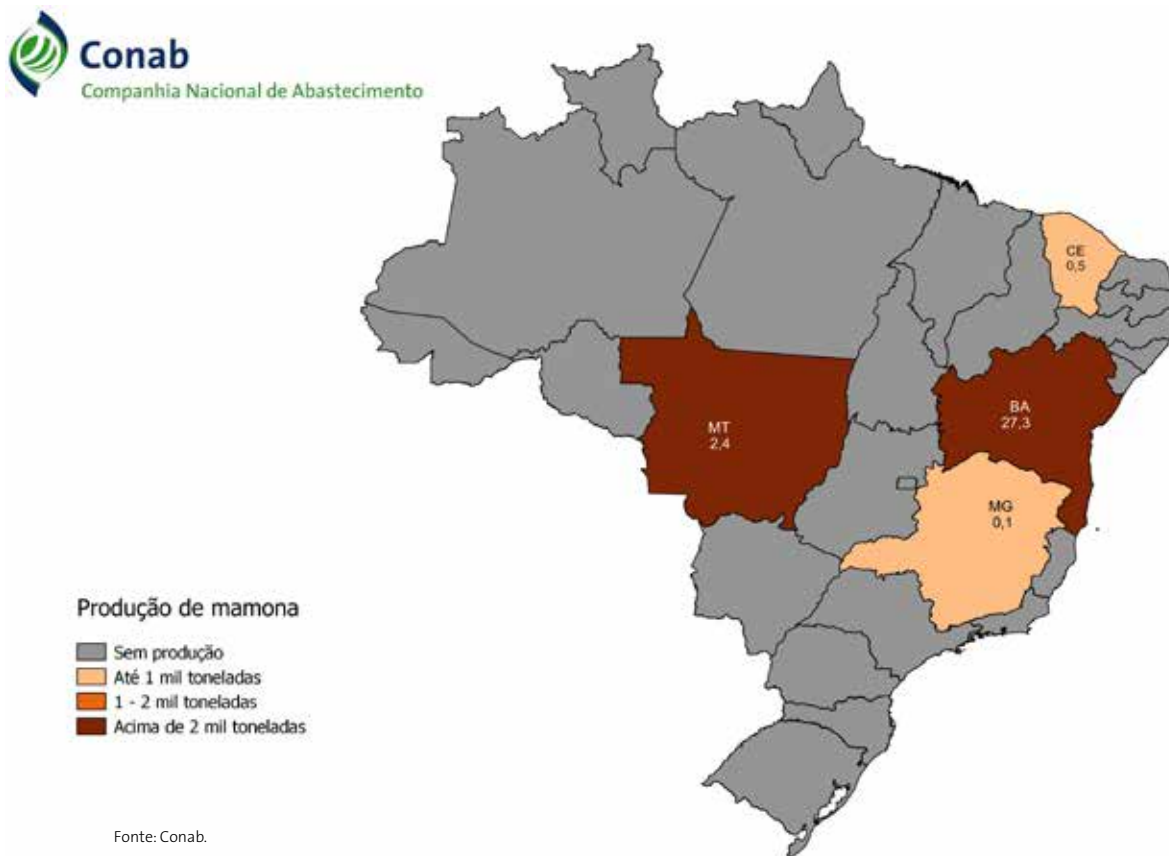 Conab
Companhia Nacional de Abastecimento
CE
0,5
BA
27,3
MT
2,4
MG
0,1
Produção de mamona
Sem produção
Até 1 mil toneladas
1 - 2 mil toneladas
Acima de 2 mil toneladas
Fonte: Conab.